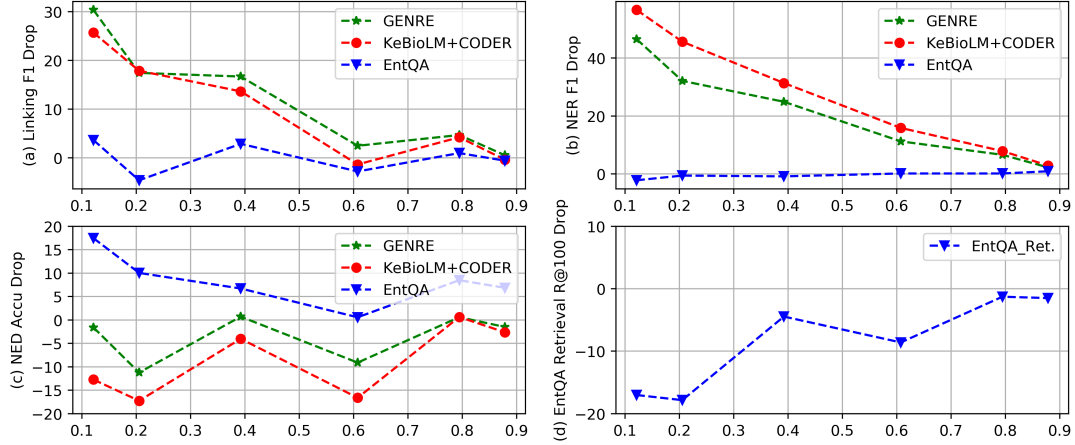 (a) Linking F1 Drop
30
20
10
0
GENRE
KeBioLM+CODER
EntQA
0.1 0.2 0.3 0.4 0.5 0.6 0.7 0.8 0.9
(b) NER F1 Drop
40
20
0
GENRE
KeBioLM+CODER
EntQA
0.1 0.2 0.3 0.4 0.5 0.6 0.7 0.8 0.9
(c) NED Accu Drop
20
15
10
5
0
−5
−10
−15
−20
GENRE
KeBioLM+CODER
EntQA
0.1 0.2 0.3 0.4 0.5 0.6 0.7 0.8 0.9
(d) EntQA Retrieval R@100 Drop
10
0
−10
−20
EntQA_Ret.
0.1 0.2 0.3 0.4 0.5 0.6 0.7 0.8 0.9